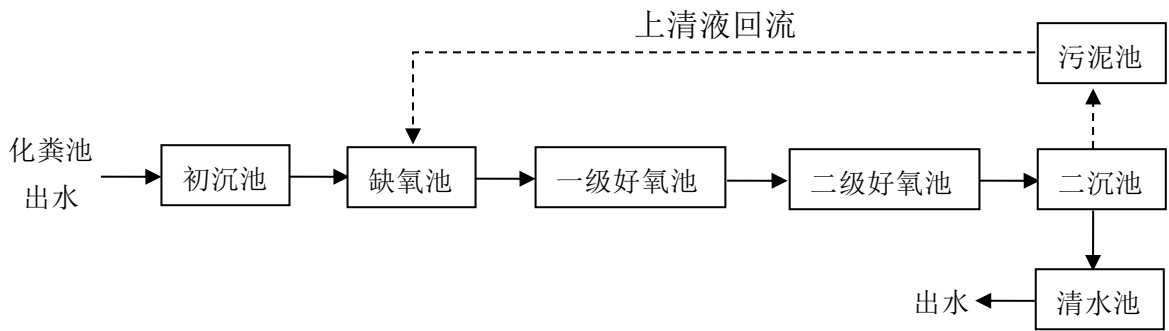 上清液回流
污泥池
化粪池
出水
初沉池
缺氧池
一级好氧池
二级好氧池
二沉池
出水
清水池